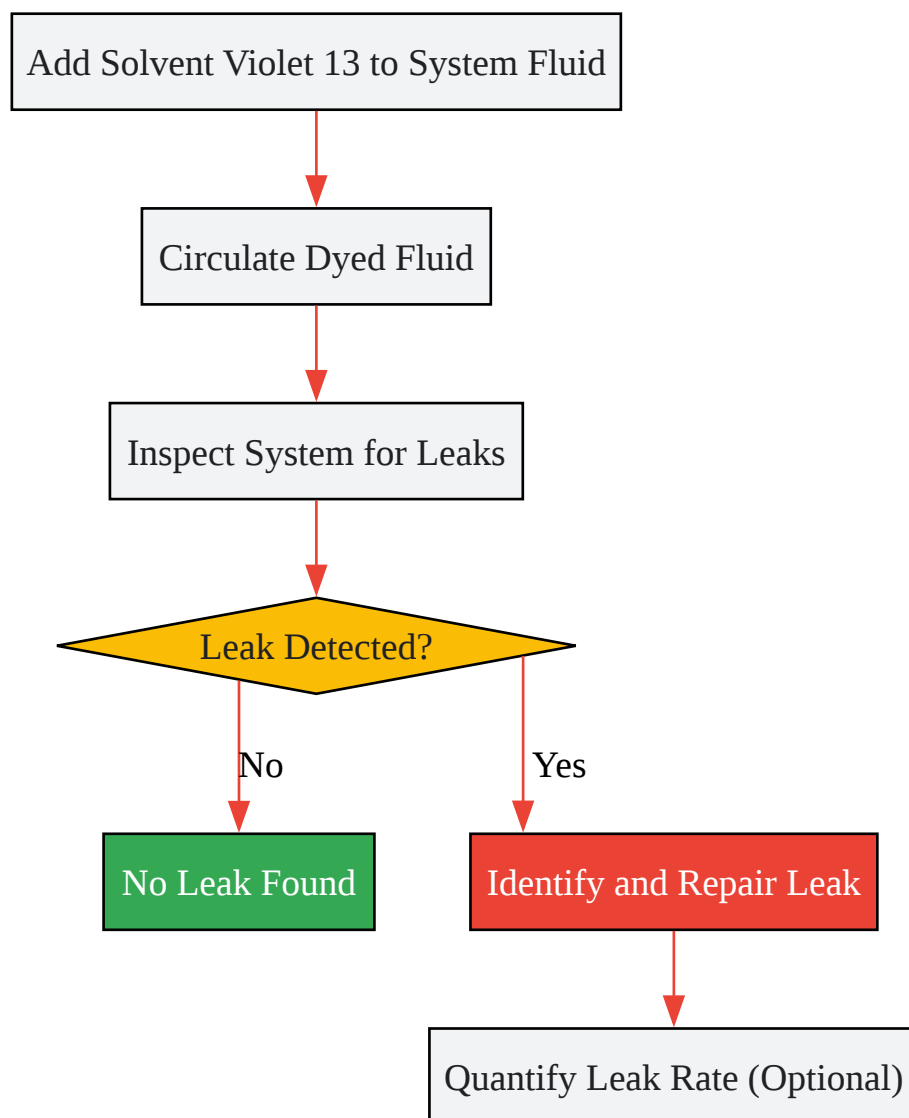 Add Solvent Violet 13 to System Fluid
Circulate Dyed Fluid
Inspect System for Leaks
Leak Detected?
No
Yes
No Leak Found
Identify and Repair Leak
Quantify Leak Rate (Optional)